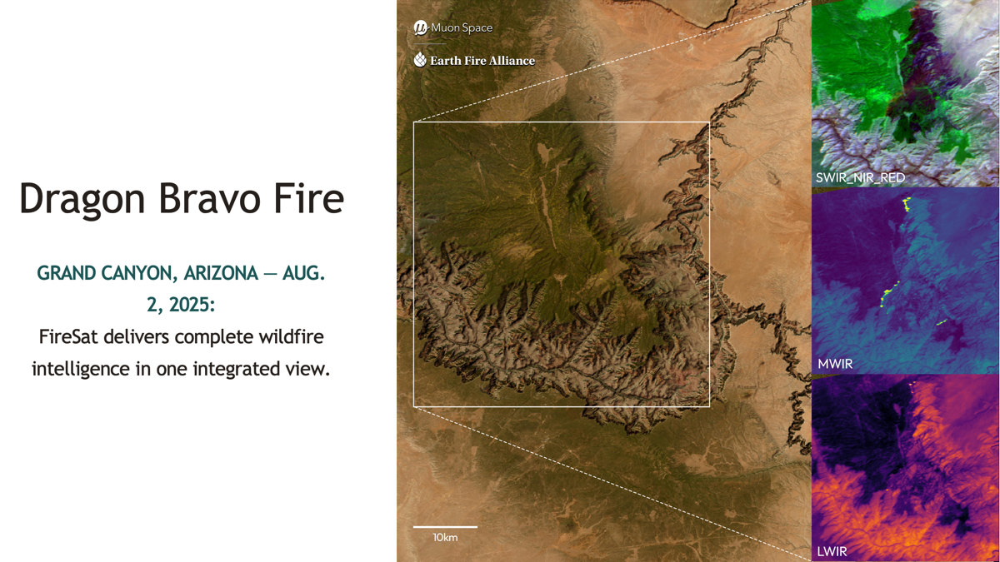 Dragon Bravo Fire
GRAND CANYON, ARIZONA — AUG.
2, 2025:
FireSat delivers complete wildfire
intelligence in one integrated view.
Muon Space
Earth Fire Alliance
10km
SWIR_NIR_RED
MWIR
LWIR